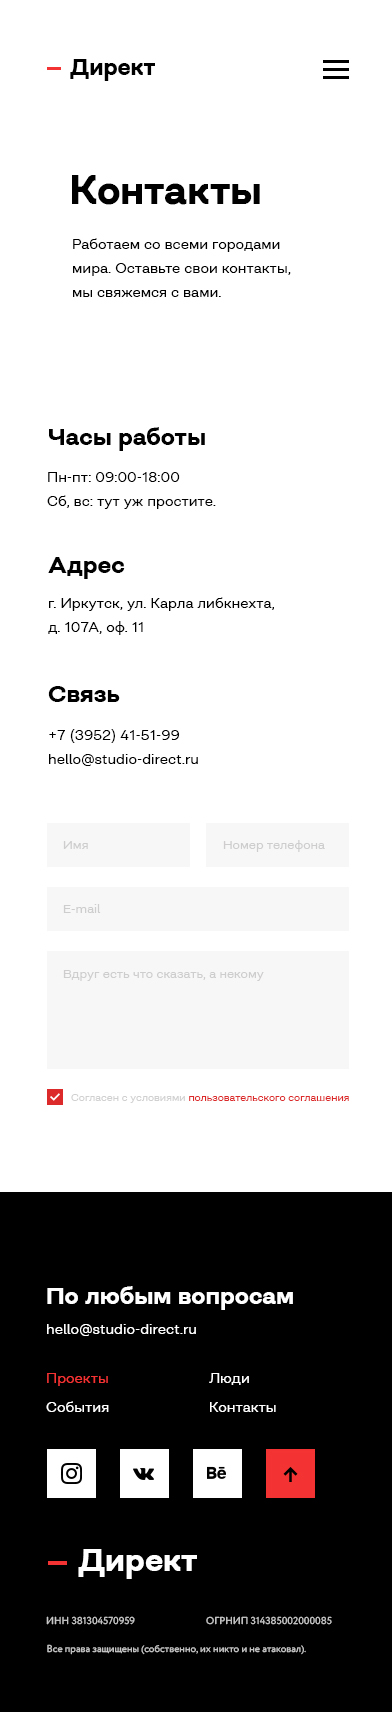 Директ
Контакты
Работаем со всеми городами
мира. Оставьте свои контакты,
мы свяжемся с вами.
Часы работы
Пн-пт: 09:00-18:00
Сб, вс: тут уж простите.
Адрес
г. Иркутск, ул. Карла либкнехта,
д. 107А, оф. 11
Связь
+7 (3952) 41-51-99
hello@studio-direct.ru
Имя
Номер телефона
E-mail
Вдруг есть что сказать, а некому
Согласен с условиями пользовательского соглашения
По любым вопросам
hello@studio-direct.ru
Проекты Люди
События Контакты
Bē
Директ
ИНН 381304570959 ОГРНИП 314385002000085
Все права защищены (собственно, их никто и не атаковал).